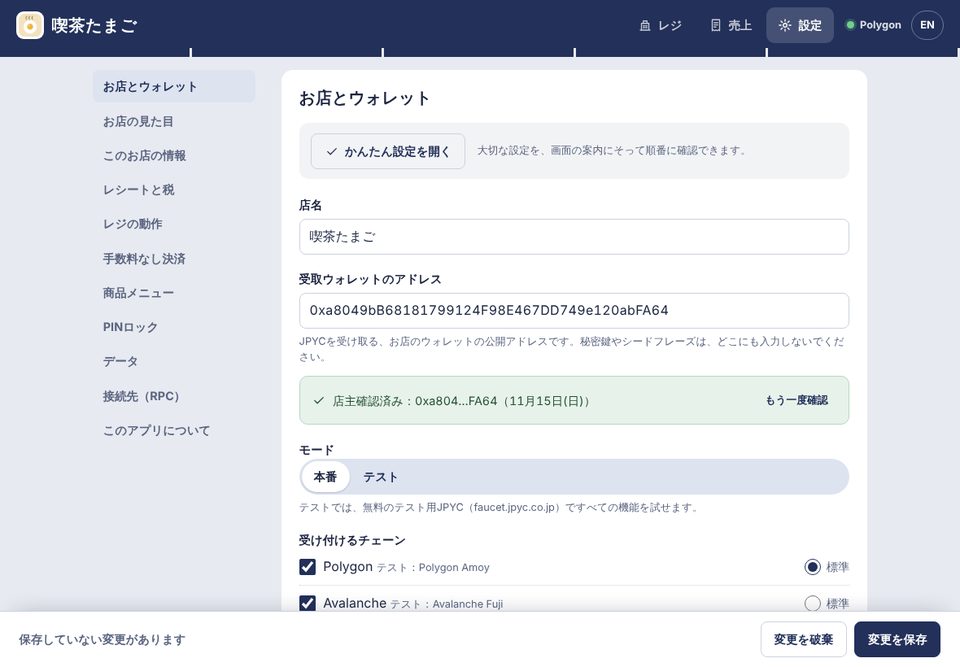 喫茶たまご
レジ
売上
設定
Polygon
EN
お店とウォレット
お店の見た目
このお店の情報
レシートと税
レジの動作
手数料なし決済
商品メニュー
PINロック
データ
接続先（RPC）
このアプリについて
お店とウォレット
かんたん設定を開く
大切な設定を、画面の案内にそって順番に確認できます。
店名
喫茶たまご
受取ウォレットのアドレス
0xa8049bB68181799124F98E467DD749e120abFA64
JPYCを受け取る、お店のウォレットの公開アドレスです。秘密鍵やシードフレーズは、どこにも入力しないでくだ
さい。
店主確認済み：0xa804…FA64（11月15日(日)）
もう一度確認
モード
本番
テスト
テストでは、無料のテスト用JPYC（faucet.jpyc.co.jp）ですべての機能を試せます。
受け付けるチェーン
Polygon テスト：Polygon Amoy
標準
Avalanche テスト：Avalanche Fuji
標準
保存していない変更があります
変更を破棄
変更を保存